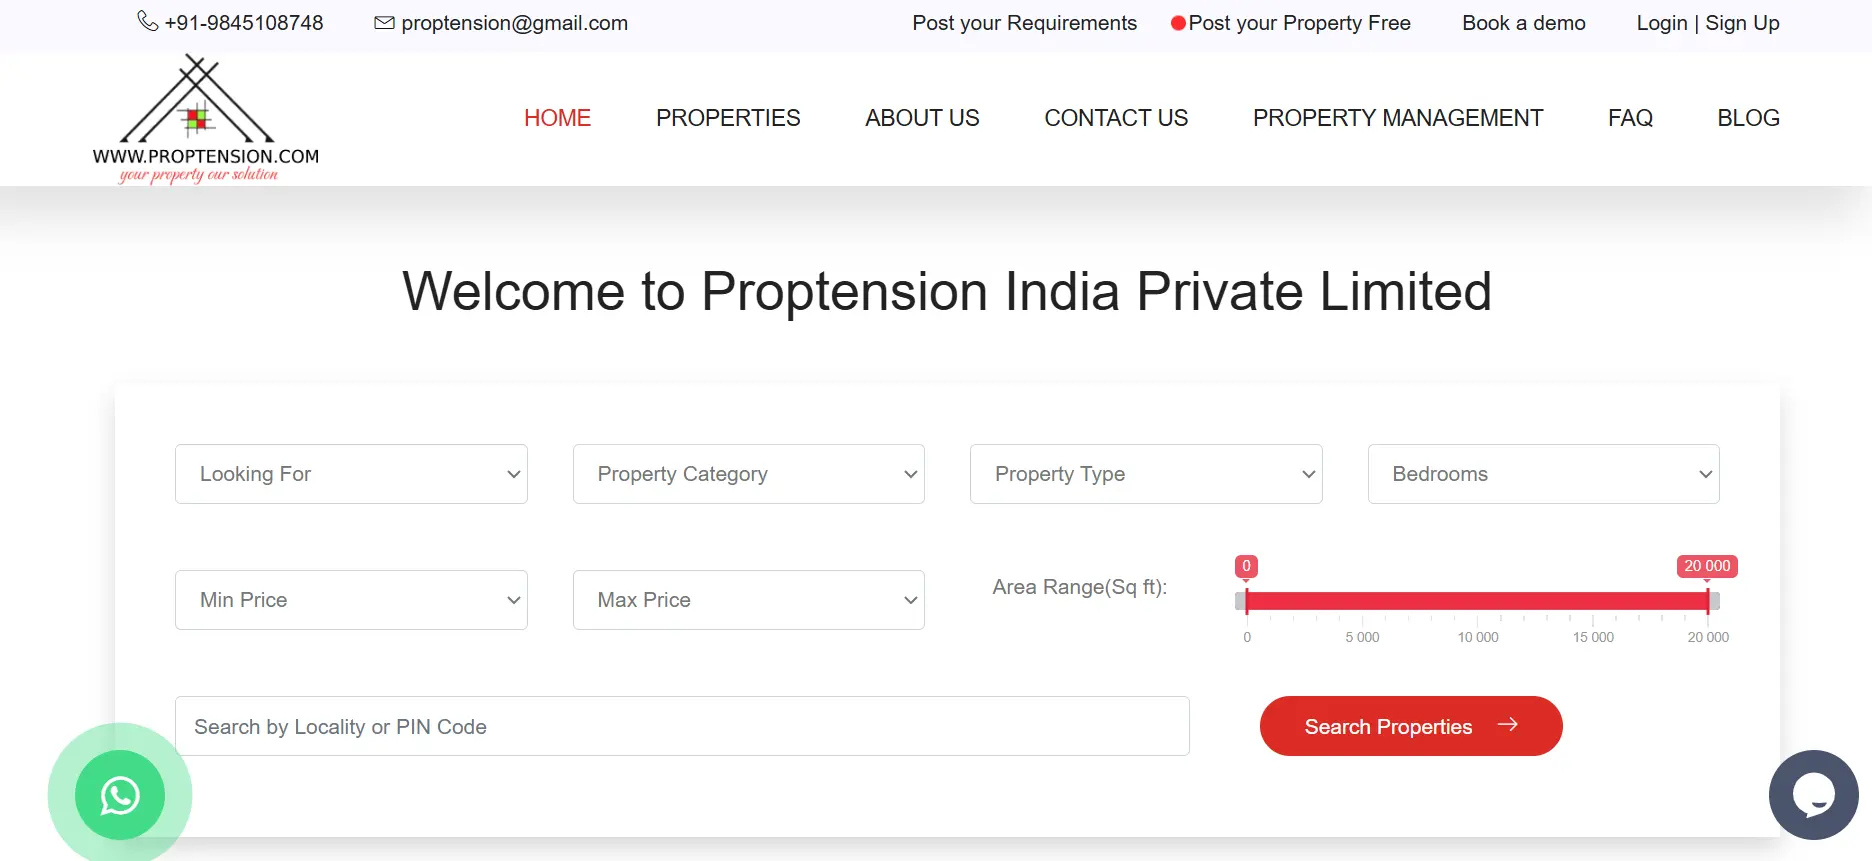 +91-9845108748 proptension@gmail.com Post your Requirements Post your Property Free Book a demo Login | Sign Up
WWW.PROPTENSION.COM
your property our solution
HOME PROPERTIES ABOUT US CONTACT US PROPERTY MANAGEMENT FAQ BLOG
Welcome to Proptension India Private Limited
Looking For Property Category Property Type Bedrooms
Min Price Max Price Area Range(Sq ft):
0 20 000
0 5 000 10 000 15 000 20 000
Search by Locality or PIN Code Search Properties